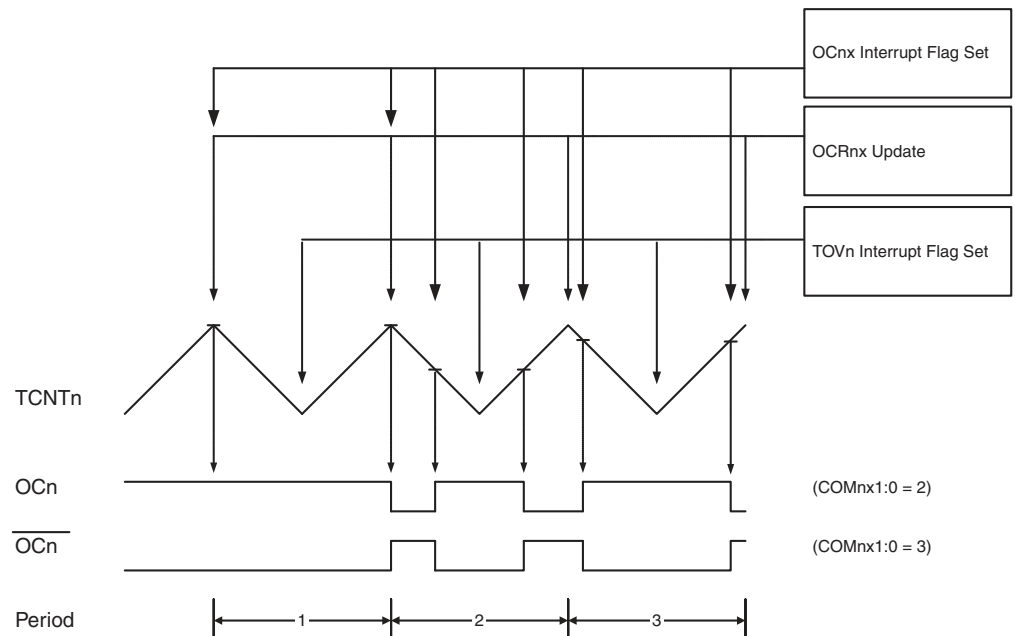 OCnx Interrupt Flag Set
OCRnx Update
TOVn Interrupt Flag Set
TCNTn
OCn
(COMnx1:0 = 2)
OCn
(COMnx1:0 = 3)
Period
1
2
3